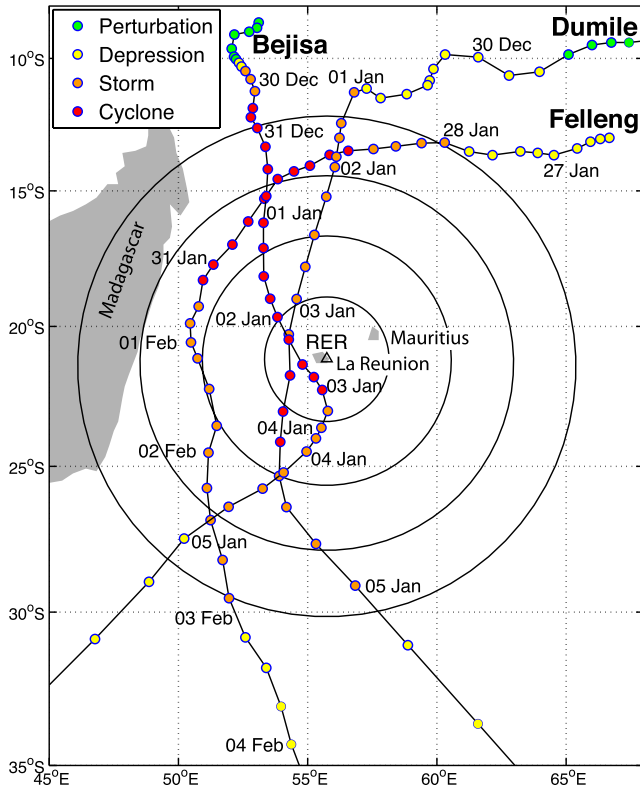 Perturbation
Depression
Storm
Cyclone
Bejisa
Dumile
Felleng
30 Dec
30 Dec
01 Jan
31 Dec
28 Jan
27 Jan
02 Jan
01 Jan
31 Jan
Madagascar
03 Jan
02 Jan
01 Feb
RER
Mauritius
La Reunion
03 Jan
04 Jan
02 Feb
04 Jan
05 Jan
05 Jan
03 Feb
04 Feb
10°S
15°S
20°S
25°S
30°S
35°S
45°E
50°E
55°E
60°E
65°E